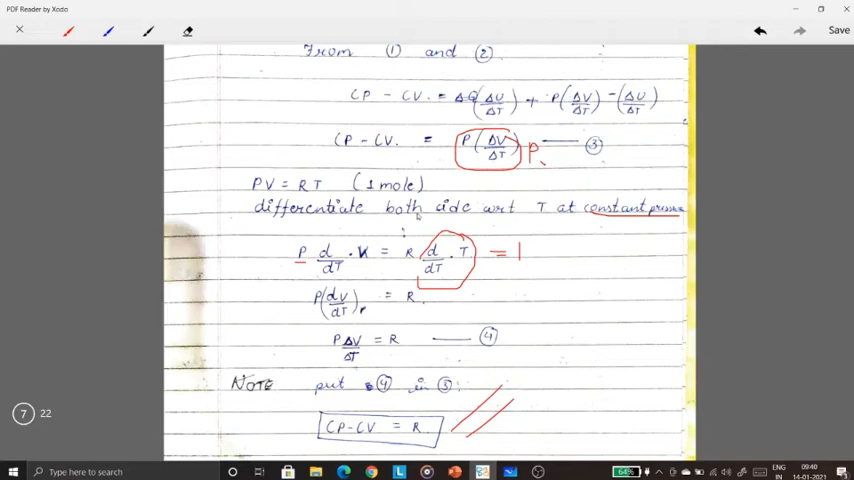 PDF Reader by Xodo
Save
From ① and ②
CP - CV. = (ΔU/ΔT) + P(ΔV/ΔT) - (ΔU/ΔT)
CP - CV. = P(ΔV/ΔT) P. — ③
PV = RT (1 mole)
differentiate both side wrt T at constant pressure
P d/dT . V = R d/dT . T = 1
P(dV/dT)P = R.
PΔV/ΔT = R — ④
NOTE put ④ in ③:
CP-CV = R.
7 22
Type here to search
64%
ENG
IN
09:40
14-01-2021